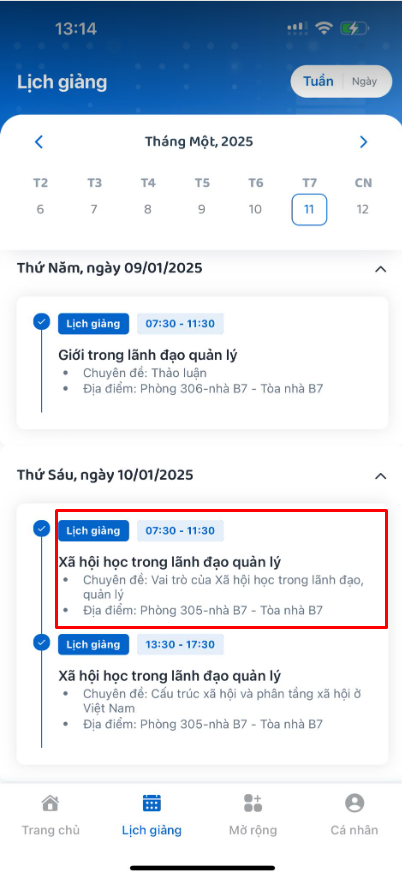 13:14
Lịch giảng
Tuần
Ngày
Tháng Một, 2025
T2 T3 T4 T5 T6 T7 CN
6 7 8 9 10 11 12
Thứ Năm, ngày 09/01/2025
Lịch giảng 07:30 - 11:30
Giới trong lãnh đạo quản lý
• Chuyên đề: Thảo luận
• Địa điểm: Phòng 306-nhà B7 - Tòa nhà B7
Thứ Sáu, ngày 10/01/2025
Lịch giảng 07:30 - 11:30
Xã hội học trong lãnh đạo quản lý
• Chuyên đề: Vai trò của Xã hội học trong lãnh đạo,
quản lý
• Địa điểm: Phòng 305-nhà B7 - Tòa nhà B7
Lịch giảng 13:30 - 17:30
Xã hội học trong lãnh đạo quản lý
• Chuyên đề: Cấu trúc xã hội và phân tầng xã hội ở
Việt Nam
• Địa điểm: Phòng 305-nhà B7 - Tòa nhà B7
Trang chủ
Lịch giảng
Mở rộng
Cá nhân